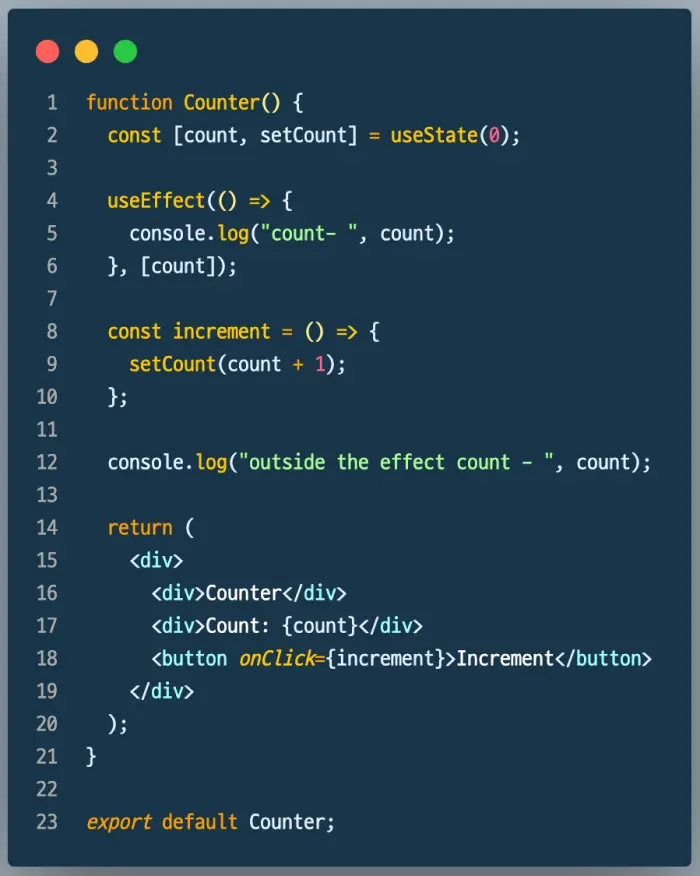 1 function Counter() {
2   const [count, setCount] = useState(0);
3
4   useEffect(() => {
5     console.log("count- ", count);
6   }, [count]);
7
8   const increment = () => {
9     setCount(count + 1);
10   };
11
12   console.log("outside the effect count - ", count);
13
14   return (
15     <div>
16       <div>Counter</div>
17       <div>Count: {count}</div>
18       <button onClick={increment}>Increment</button>
19     </div>
20   );
21 }
22
23 export default Counter;